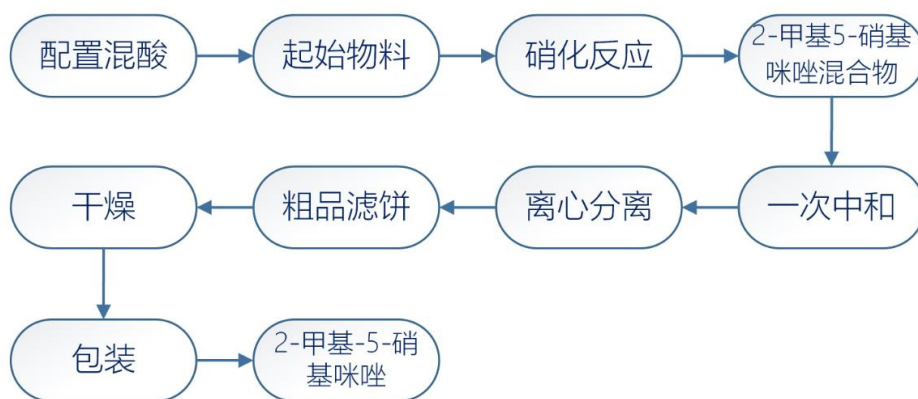 配置混酸
起始物料
硝化反应
2-甲基5-硝基
咪唑混合物
一次中和
离心分离
粗品滤饼
干燥
包装
2-甲基-5-硝
基咪唑